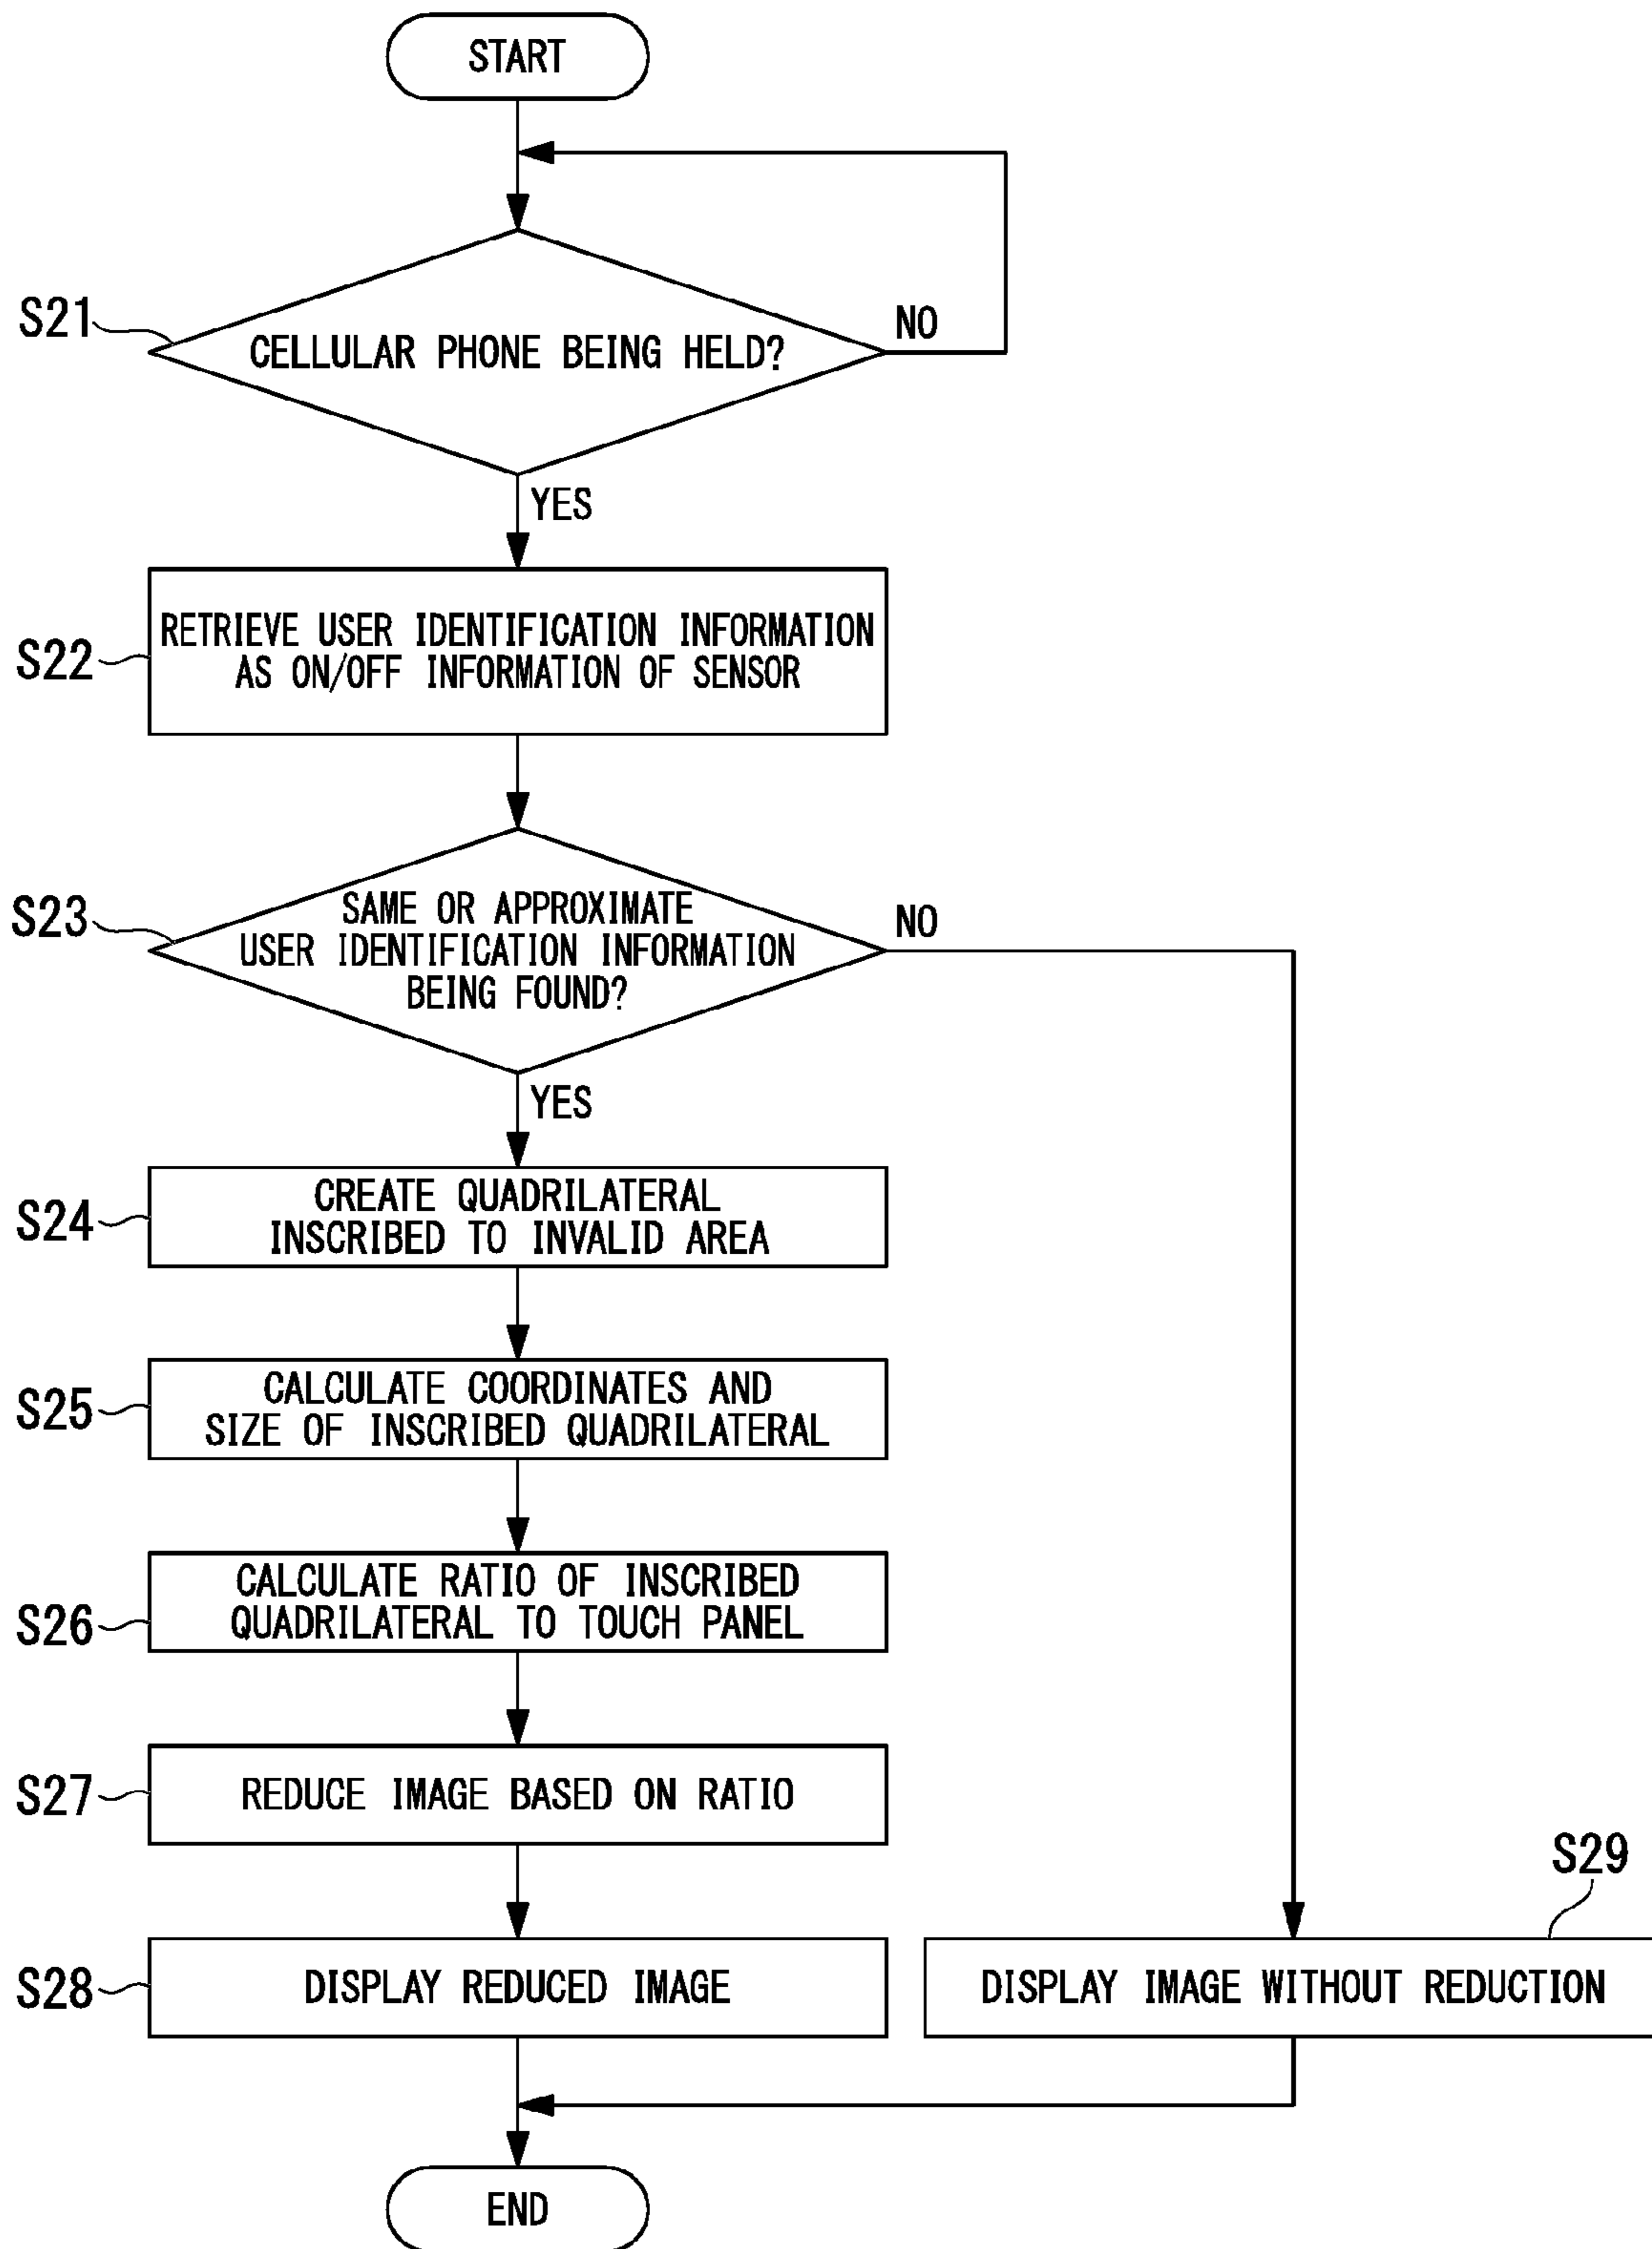 START
S21
CELLULAR PHONE BEING HELD?
NO
YES
S22
RETRIEVE USER IDENTIFICATION INFORMATION
AS ON/OFF INFORMATION OF SENSOR
S23
SAME OR APPROXIMATE
USER IDENTIFICATION INFORMATION
BEING FOUND?
NO
YES
S24
CREATE QUADRILATERAL
INSCRIBED TO INVALID AREA
S25
CALCULATE COORDINATES AND
SIZE OF INSCRIBED QUADRILATERAL
S26
CALCULATE RATIO OF INSCRIBED
QUADRILATERAL TO TOUCH PANEL
S27
REDUCE IMAGE BASED ON RATIO
S28
DISPLAY REDUCED IMAGE
S29
DISPLAY IMAGE WITHOUT REDUCTION
END